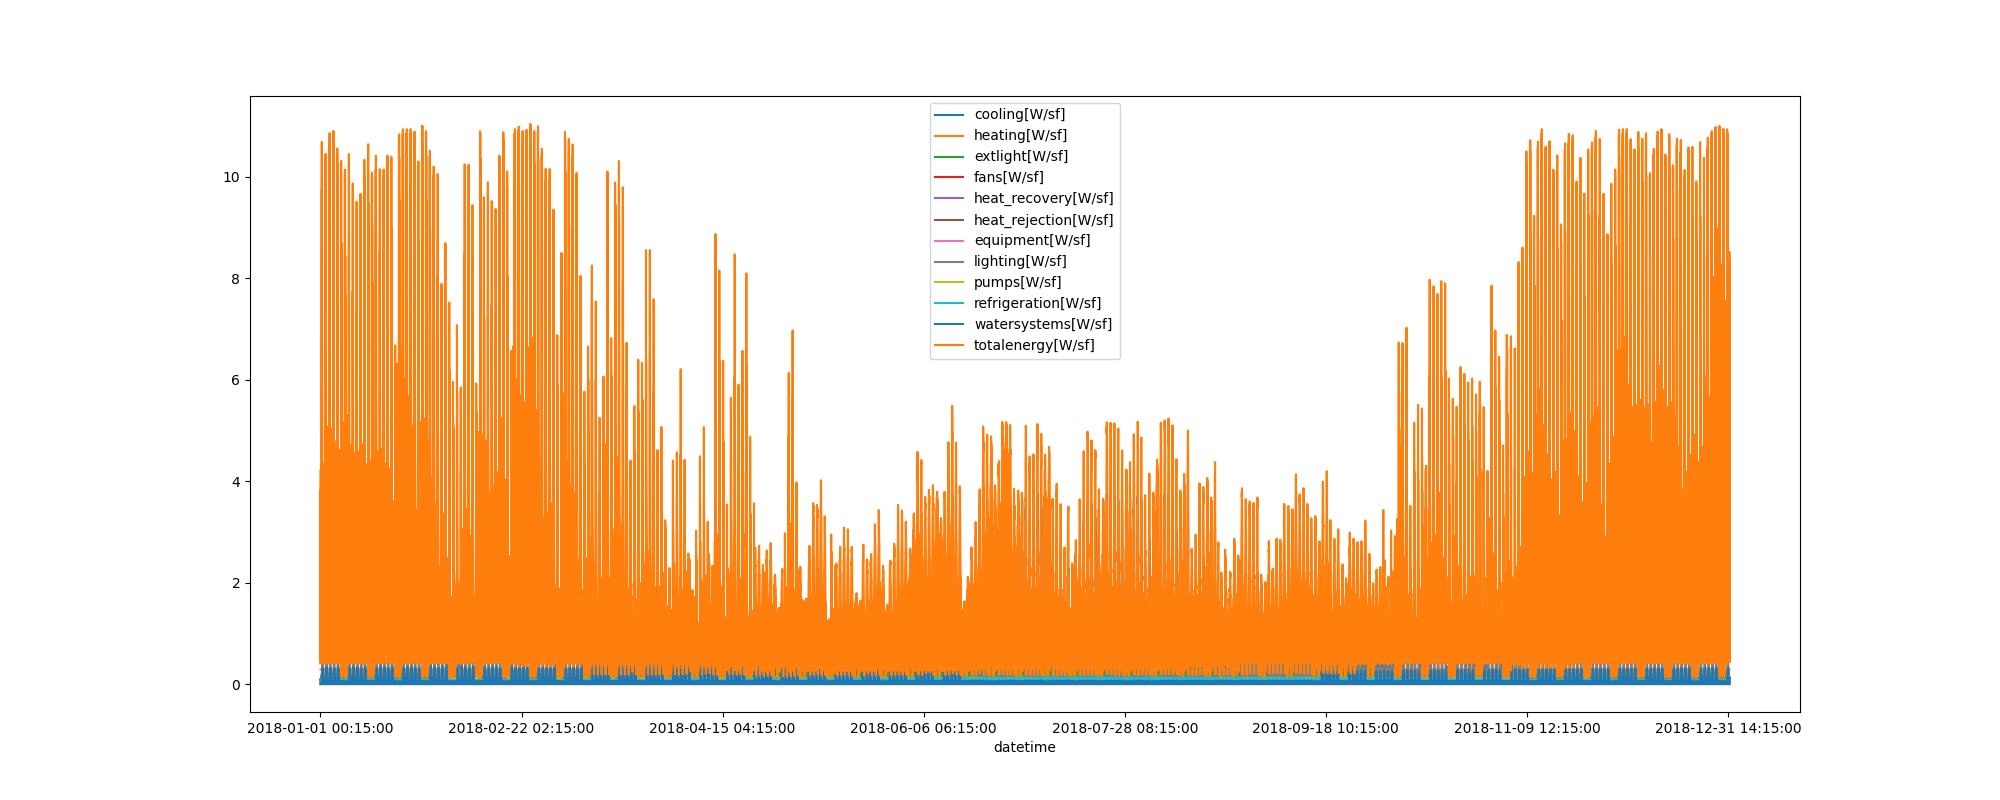 cooling[W/sf]
heating[W/sf]
extlight[W/sf]
fans[W/sf]
heat_recovery[W/sf]
heat_rejection[W/sf]
equipment[W/sf]
lighting[W/sf]
pumps[W/sf]
refrigeration[W/sf]
watersystems[W/sf]
totalenergy[W/sf]
10
8
6
4
2
0
2018-01-01 00:15:00 2018-02-22 02:15:00 2018-04-15 04:15:00 2018-06-06 06:15:00 2018-07-28 08:15:00 2018-09-18 10:15:00 2018-11-09 12:15:00 2018-12-31 14:15:00
datetime